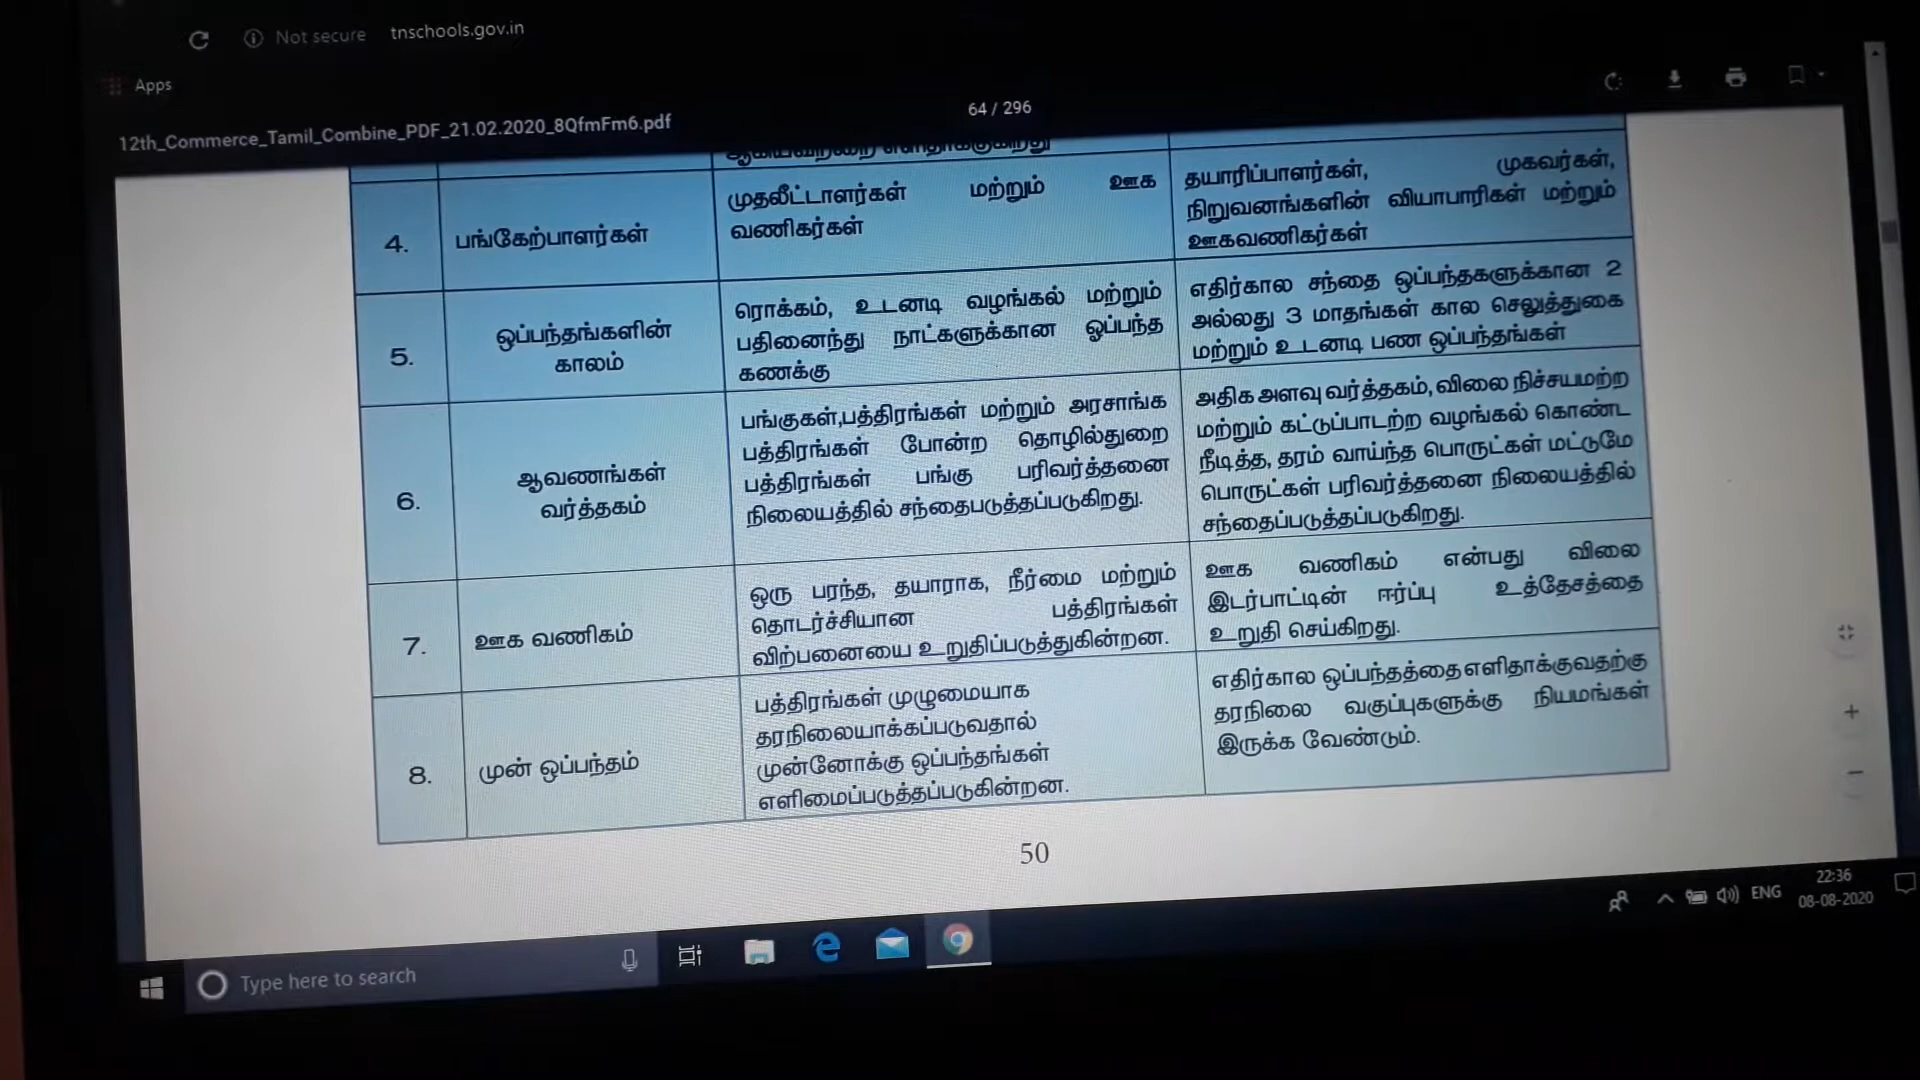 Not secure tnschools.gov.in
Apps
12th_Commerce_Tamil_Combine_PDF_21.02.2020_8QfmFm6.pdf
64 / 296
4.
பங்கேற்பாளர்கள்
முதலீட்டாளர்கள் மற்றும் ஊக
வணிகர்கள்
தயாரிப்பாளர்கள், முகவர்கள்,
நிறுவனங்களின் வியாபாரிகள் மற்றும்
ஊகவணிகர்கள்
5.
ஒப்பந்தங்களின்
காலம்
ரொக்கம், உடனடி வழங்கல் மற்றும்
பதினைந்து நாட்களுக்கான ஓப்பந்த
கணக்கு
எதிர்கால சந்தை ஒப்பந்தகளுக்கான 2
அல்லது 3 மாதங்கள் கால செலுத்துகை
மற்றும் உடனடி பண ஒப்பந்தங்கள்
6.
ஆவணங்கள்
வர்த்தகம்
பங்குகள்,பத்திரங்கள் மற்றும் அரசாங்க
பத்திரங்கள் போன்ற தொழில்துறை
பத்திரங்கள் பங்கு பரிவர்த்தனை
நிலையத்தில் சந்தைபடுத்தப்படுகிறது.
அதிக அளவு வர்த்தகம், விலை நிச்சயமற்ற
மற்றும் கட்டுப்பாடற்ற வழங்கல் கொண்ட
நீடித்த, தரம் வாய்ந்த பொருட்கள் மட்டுமே
பொருட்கள் பரிவர்த்தனை நிலையத்தில்
சந்தைப்படுத்தப்படுகிறது.
7.
ஊக வணிகம்
ஒரு பரந்த, தயாராக, நீர்மை மற்றும்
தொடர்ச்சியான பத்திரங்கள்
விற்பனையை உறுதிப்படுத்துகின்றன.
ஊக வணிகம் என்பது விலை
இடர்பாட்டின் ஈர்ப்பு உத்தேசத்தை
உறுதி செய்கிறது.
8.
முன் ஒப்பந்தம்
பத்திரங்கள் முழுமையாக
தரநிலையாக்கப்படுவதால்
முன்னோக்கு ஒப்பந்தங்கள்
எளிமைப்படுத்தப்படுகின்றன.
எதிர்கால ஒப்பந்தத்தை எளிதாக்குவதற்கு
தரநிலை வகுப்புகளுக்கு நியமங்கள்
இருக்க வேண்டும்.
50
Type here to search
ENG
22:36
08-08-2020